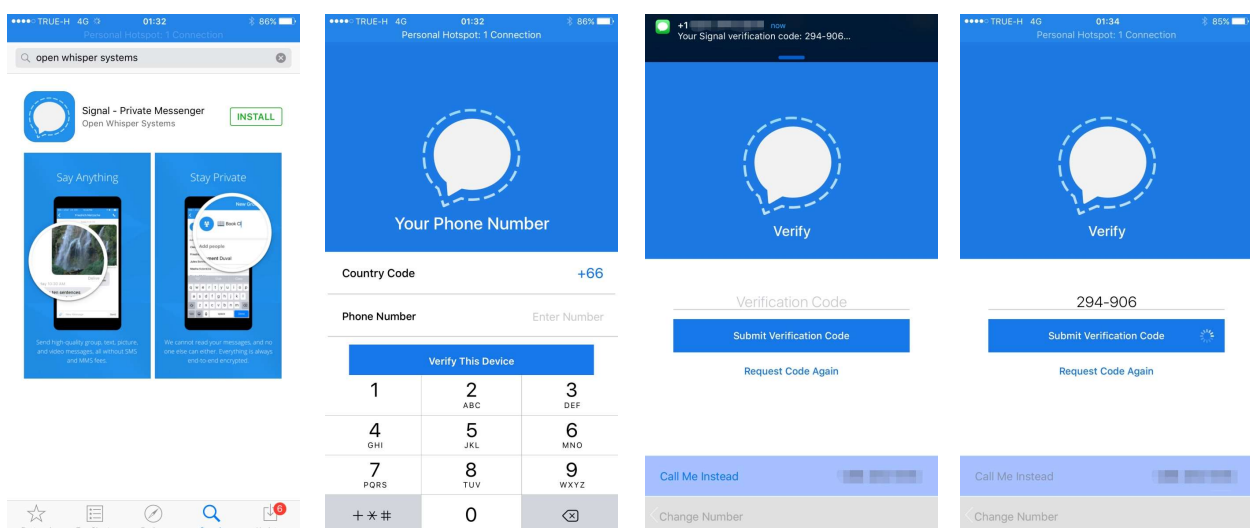 TRUE-H 4G 01:32 86%
Personal Hotspot: 1 Connection
open whisper systems
Signal - Private Messenger
Open Whisper Systems
INSTALL
Say Anything
Stay Private
Book Cl
Add people
Send high-quality group, text, picture,
and video messages, all without SMS
and MMS fees.
We cannot read your messages, and no
one else can either. Everything is always
end-to-end encrypted.
6
TRUE-H 4G 01:32 86%
Personal Hotspot: 1 Connection
Your Phone Number
Country Code +66
Phone Number Enter Number
Verify This Device
1 2 3
ABC DEF
4 5 6
GHI JKL MNO
7 8 9
PQRS TUV WXYZ
+*# 0
+1 now
Your Signal verification code: 294-906...
Verify
Verification Code
Submit Verification Code
Request Code Again
Call Me Instead
Change Number
TRUE-H 4G 01:34 85%
Personal Hotspot: 1 Connection
Verify
294-906
Submit Verification Code
Request Code Again
Call Me Instead
Change Number